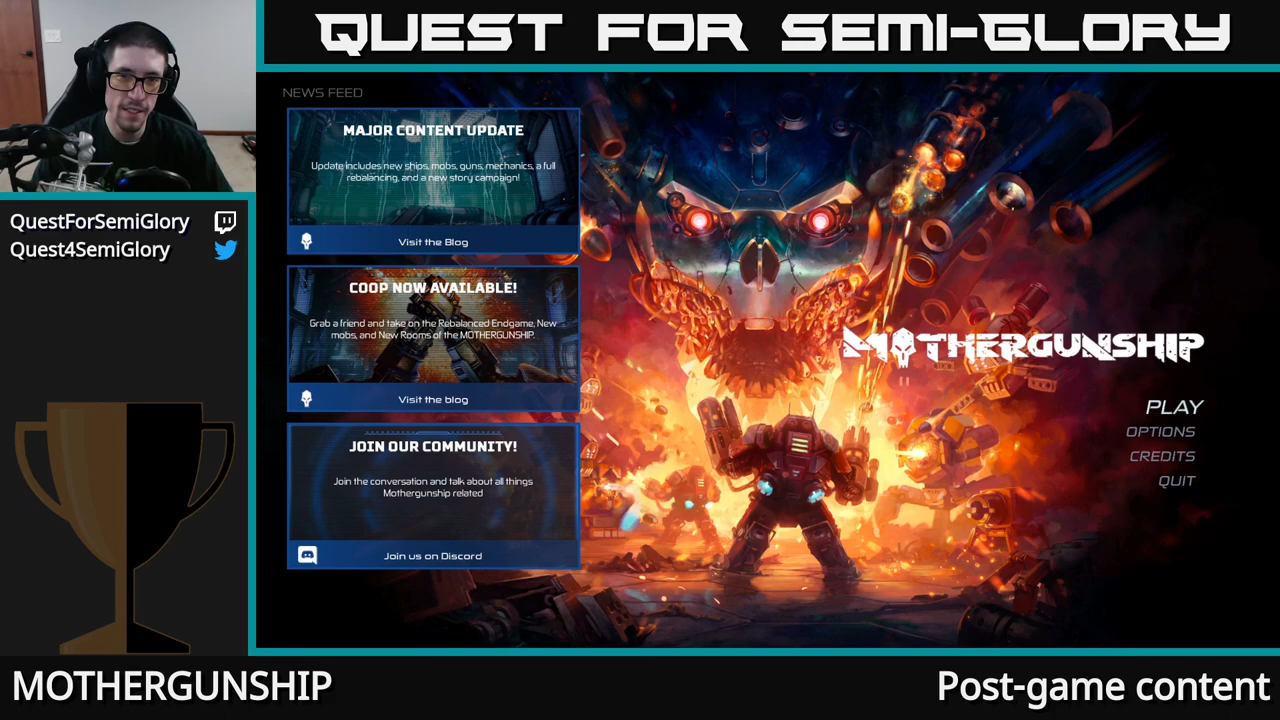 QUEST FOR SEMI-GLORY
QuestForSemiGlory
Quest4SemiGlory
NEWS FEED
MAJOR CONTENT UPDATE
Update includes new ships, mobs, guns, mechanics, a full
rebalancing, and a new story campaign!
Visit the Blog
COOP NOW AVAILABLE!
Grab a friend and take on the Rebalanced Endgame, New
mobs, and New Rooms of the MOTHERGUNSHIP.
Visit the blog
JOIN OUR COMMUNITY!
Join the conversation and talk about all things
Mothergunship related
Join us on Discord
MOTHERGUNSHIP
PLAY
OPTIONS
CREDITS
QUIT
MOTHERGUNSHIP
Post-game content